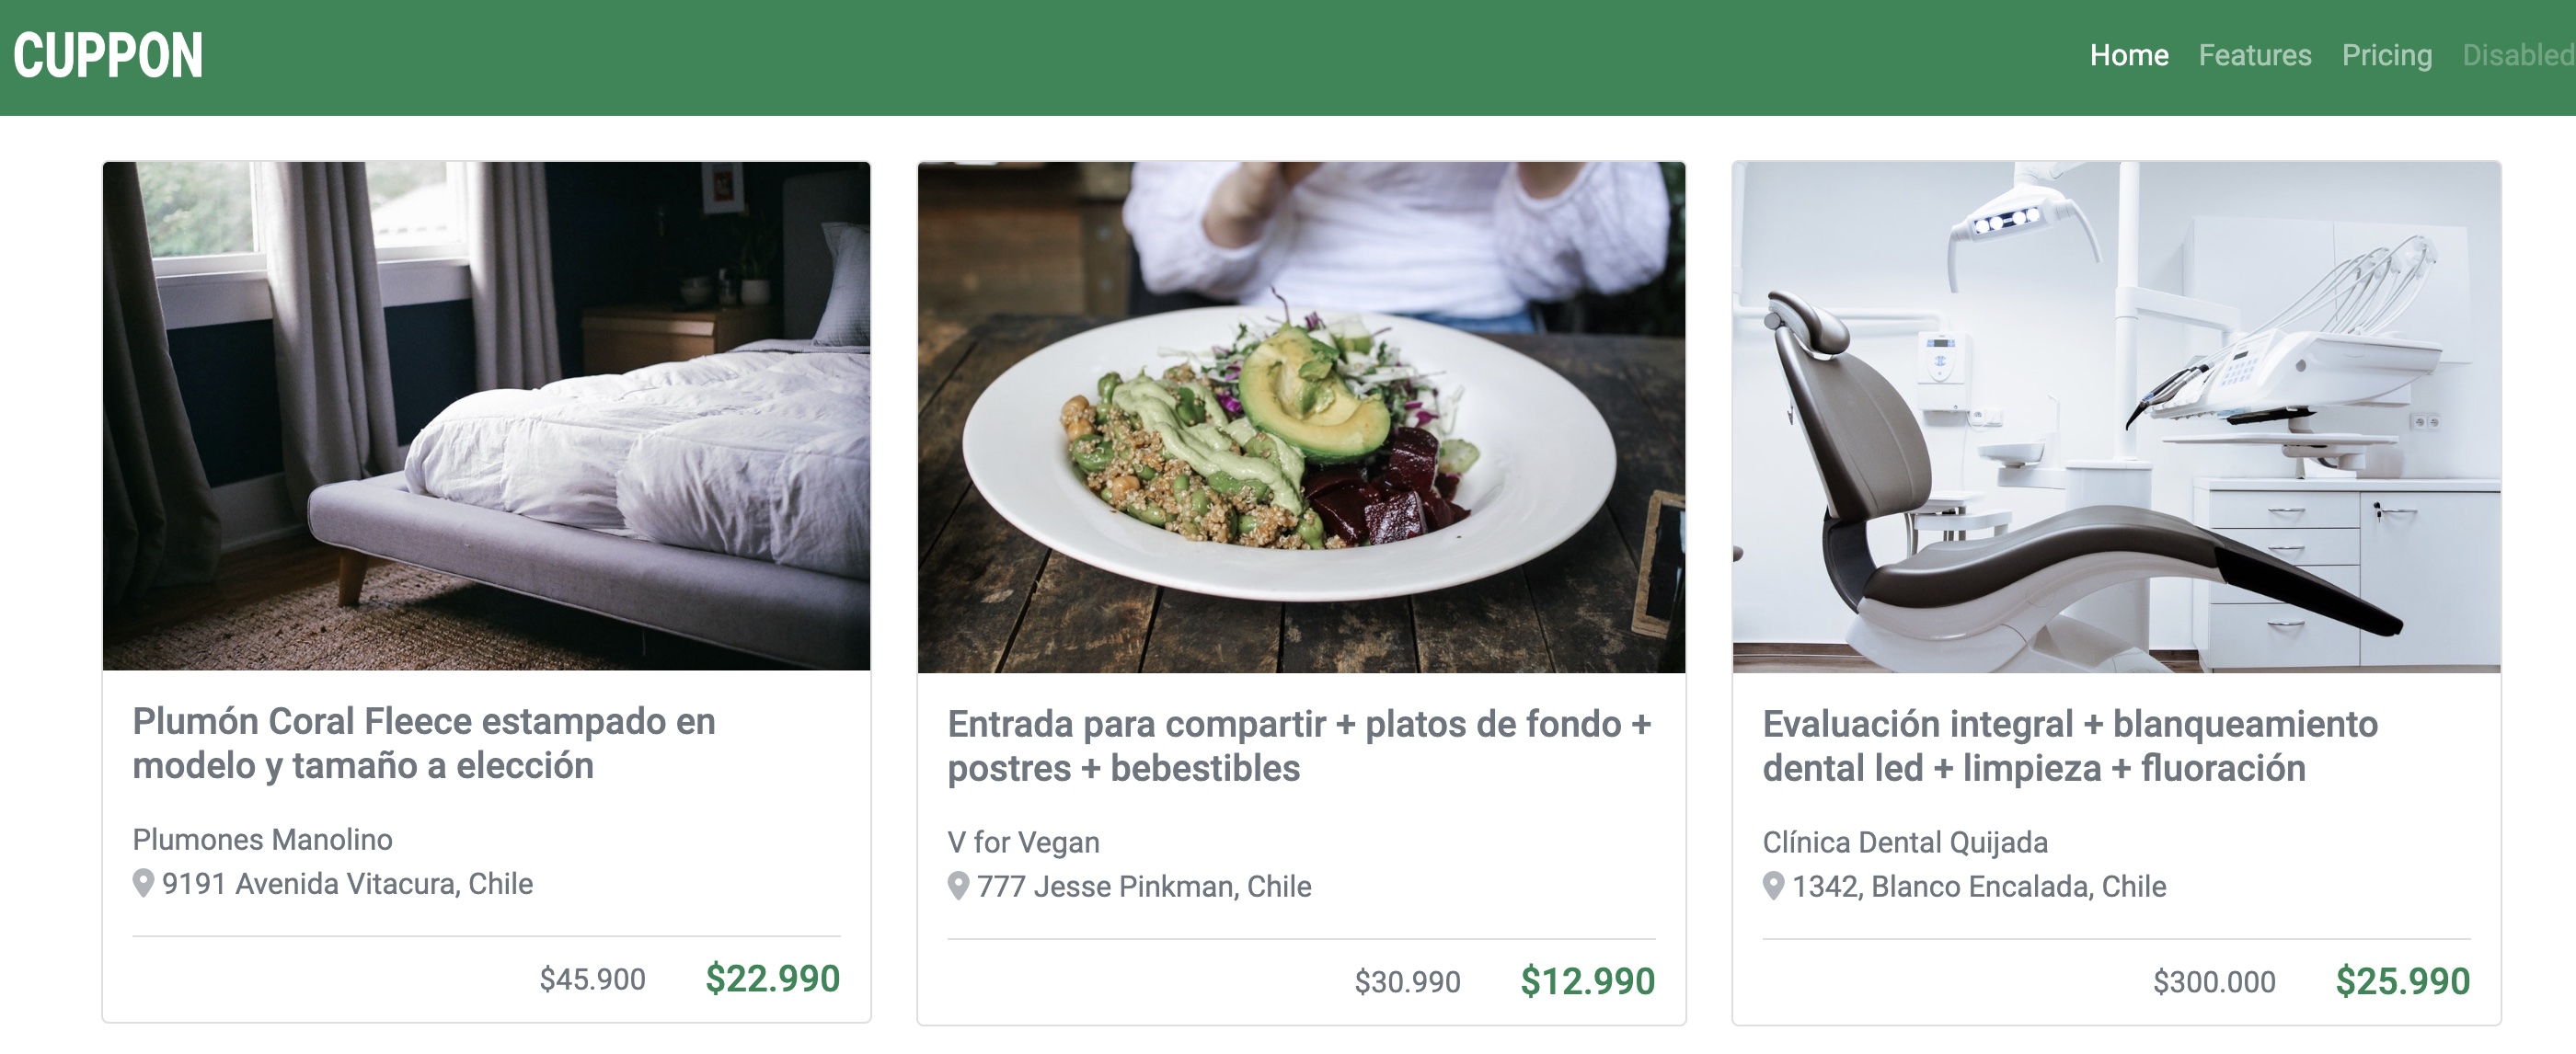 CUPPON
Home Features Pricing Disabled
Plumón Coral Fleece estampado en
modelo y tamaño a elección
Plumones Manolino
9191 Avenida Vitacura, Chile
$45.900 $22.990
Entrada para compartir + platos de fondo +
postres + bebestibles
V for Vegan
777 Jesse Pinkman, Chile
$30.990 $12.990
Evaluación integral + blanqueamiento
dental led + limpieza + fluoración
Clínica Dental Quijada
1342, Blanco Encalada, Chile
$300.000 $25.990